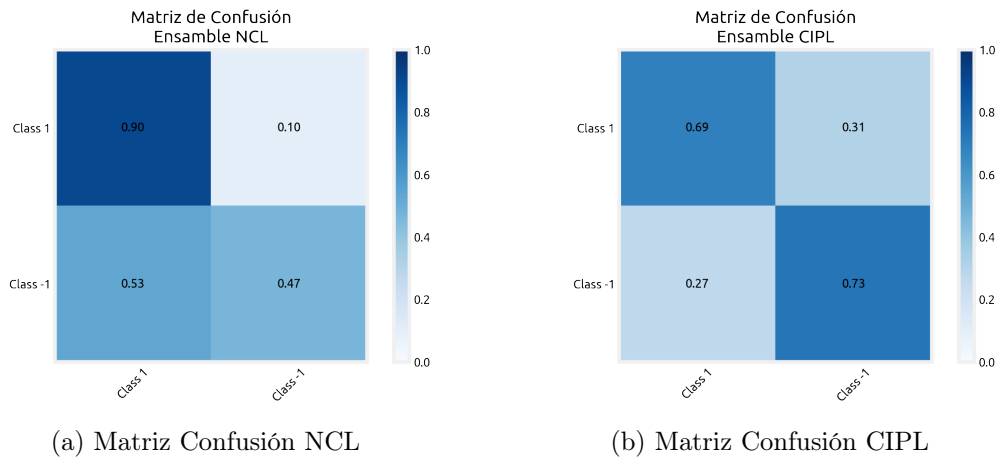 Matriz de Confusión
Ensamble NCL
1.0
0.8
0.6
0.4
0.2
0.0
Class 1
0.90
0.10
Class -1
0.53
0.47
Class 1
Class -1
(a) Matriz Confusión NCL
Matriz de Confusión
Ensamble CIPL
1.0
0.8
0.6
0.4
0.2
0.0
Class 1
0.69
0.31
Class -1
0.27
0.73
Class 1
Class -1
(b) Matriz Confusión CIPL